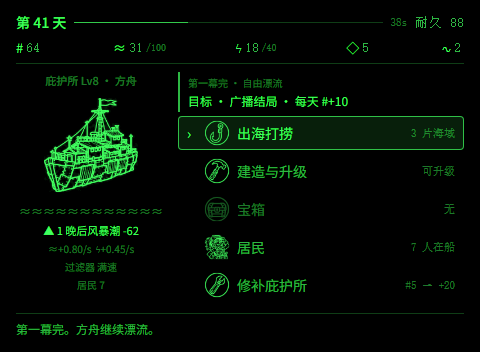 第 41 天 38s 耐久 88
# 64 ≈ 31 /100 ϟ 18 /40 ◇ 5 ∿ 2
庇护所 Lv8 · 方舟
▲ 1 晚后风暴潮 -62
≈+0.80/s ϟ+0.45/s
过滤器 满速
居民 7
第一幕完 · 自由漂流
目标 · 广播结局 · 每天 #+10
› 出海打捞 3 片海域
建造与升级 可升级
宝箱 无
居民 7 人在船
修补庇护所 #5 → +20
第一幕完。方舟继续漂流。